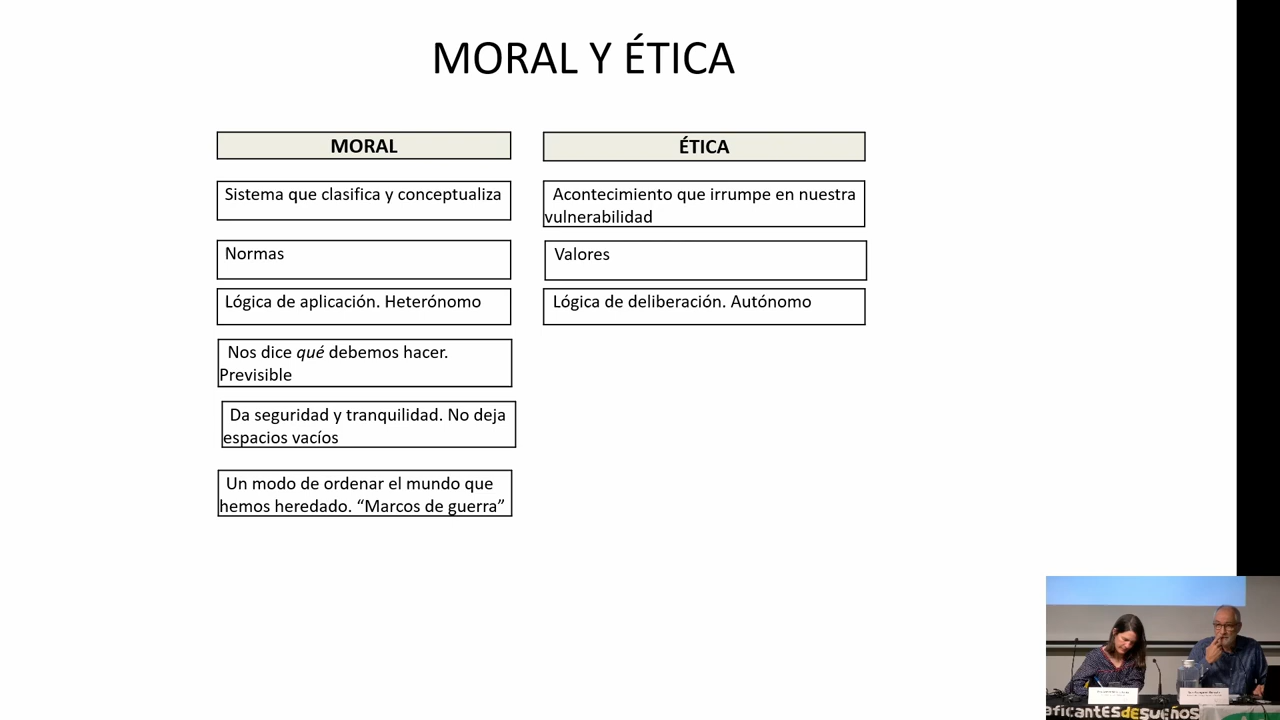 MORAL Y ÉTICA
MORAL
ÉTICA
Sistema que clasifica y conceptualiza
Acontecimiento que irrumpe en nuestra
vulnerabilidad
Normas
Valores
Lógica de aplicación. Heterónomo
Lógica de deliberación. Autónomo
Nos dice qué debemos hacer.
Previsible
Da seguridad y tranquilidad. No deja
espacios vacíos
Un modo de ordenar el mundo que
hemos heredado. “Marcos de guerra”
aficantesdesueños